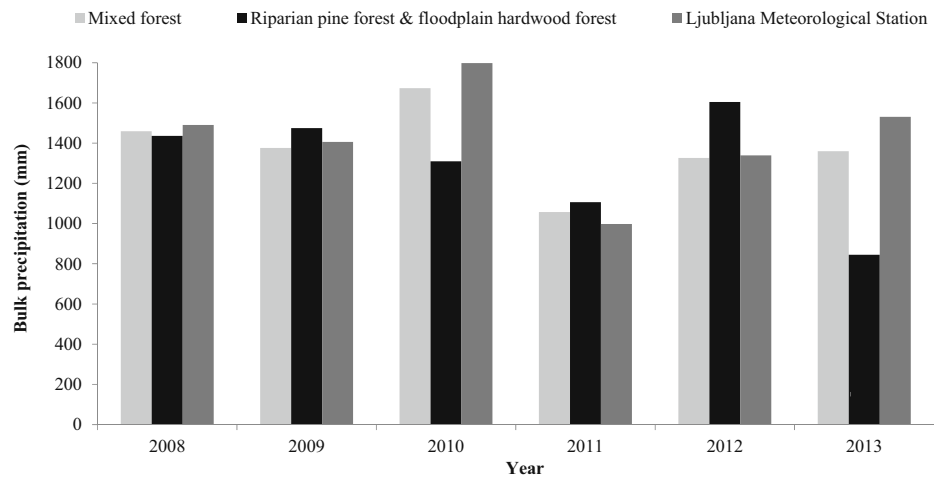 Mixed forest
Riparian pine forest & floodplain hardwood forest
Ljubljana Meteorological Station
Bulk precipitation (mm)
1800
1600
1400
1200
1000
800
600
400
200
0
2008 2009 2010 2011 2012 2013
Year